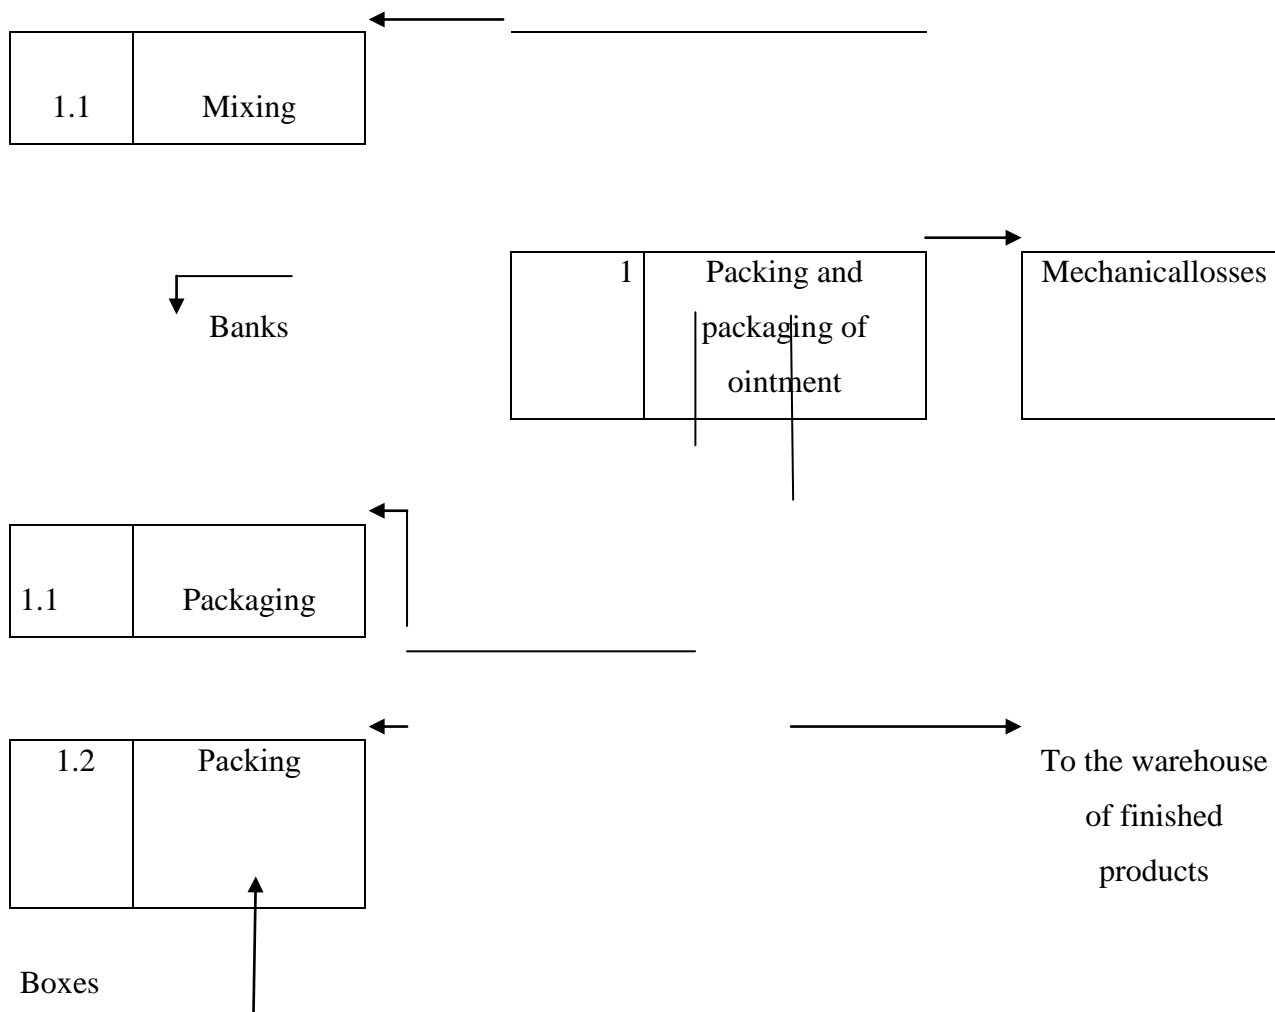 1.1 Mixing
1 Packing and Mechanicallosses
Banks packaging of
ointment
1.1 Packaging
1.2 Packing To the warehouse
of finished
products
Boxes